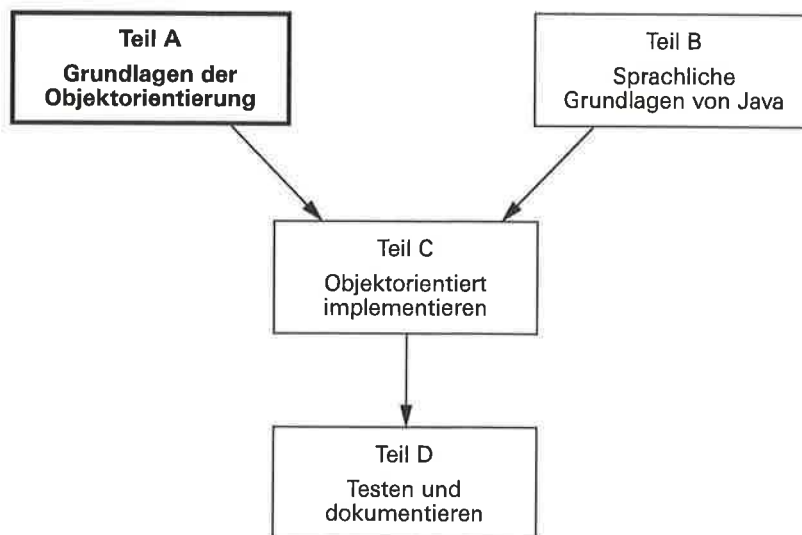 Teil A
Grundlagen der
Objektorientierung
Teil B
Sprachliche
Grundlagen von Java
Teil C
Objektorientiert
implementieren
Teil D
Testen und
dokumentieren